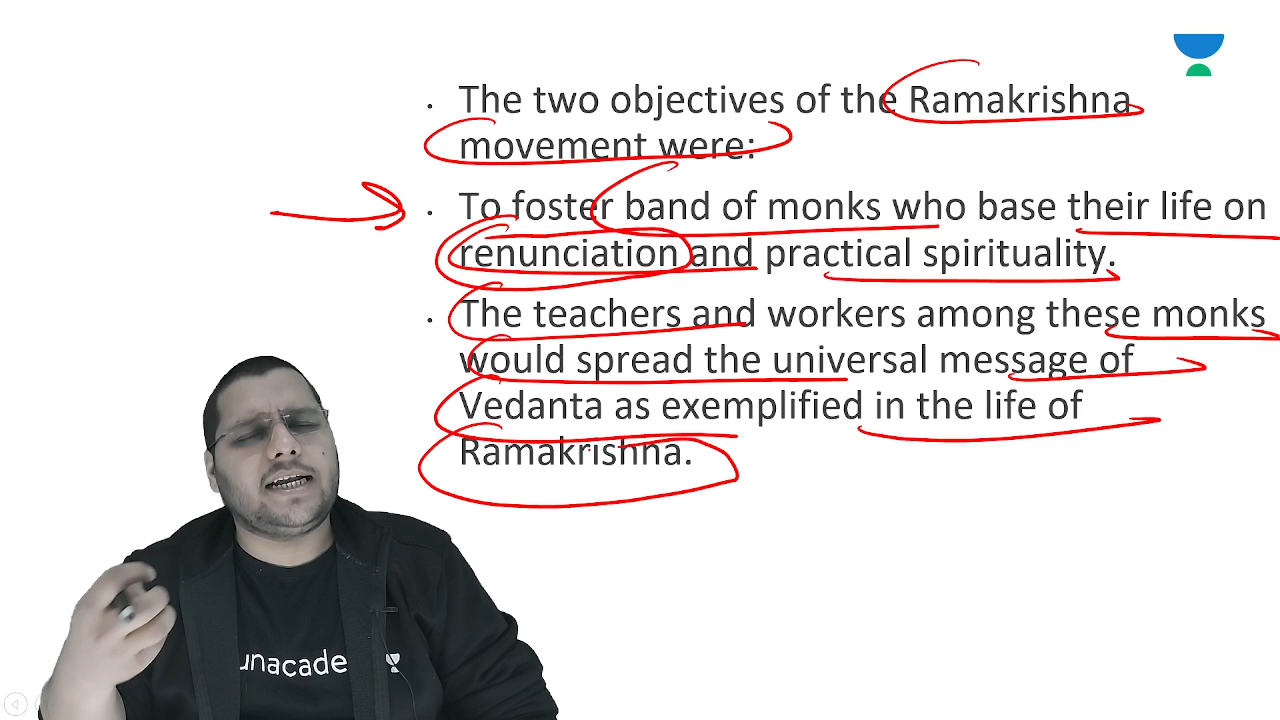 · The two objectives of the Ramakrishna
movement were:
· To foster band of monks who base their life on
renunciation and practical spirituality.
· The teachers and workers among these monks
would spread the universal message of
Vedanta as exemplified in the life of
Ramakrishna.
unacade